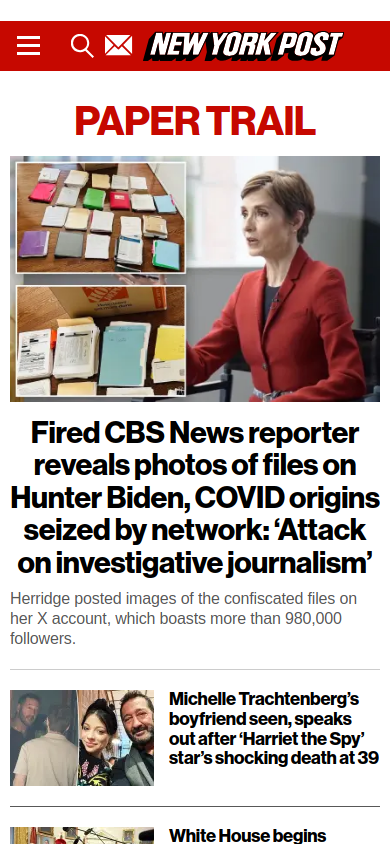 NEW YORK POST
PAPER TRAIL
Fired CBS News reporter
reveals photos of files on
Hunter Biden, COVID origins
seized by network: ‘Attack
on investigative journalism’
Herridge posted images of the confiscated files on
her X account, which boasts more than 980,000
followers.
Michelle Trachtenberg’s
boyfriend seen, speaks
out after ‘Harriet the Spy’
star’s shocking death at 39
White House begins